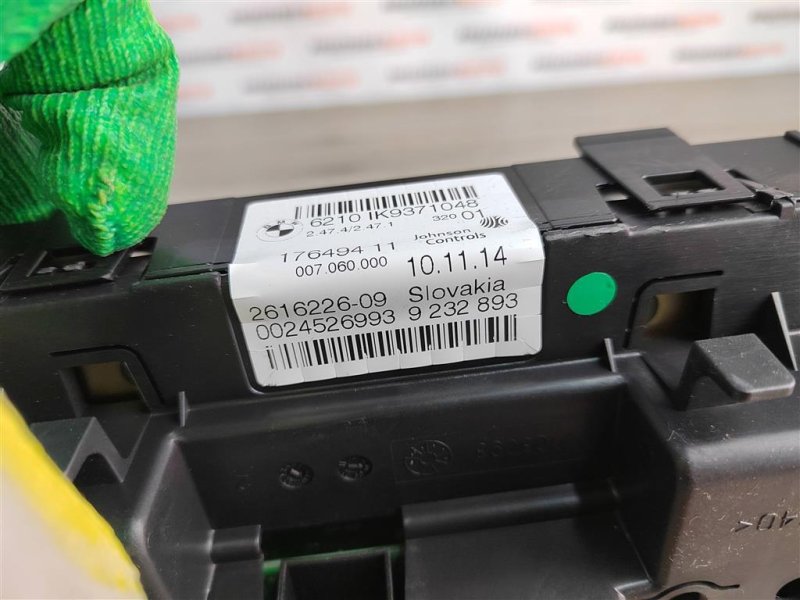 6210 IK9371048
2.47.4/2.47.1 320 01
176494 11 Johnson Controls
007.060.000 10.11.14
2616226-09 Slovakia
0024526993 9 232 893
40<